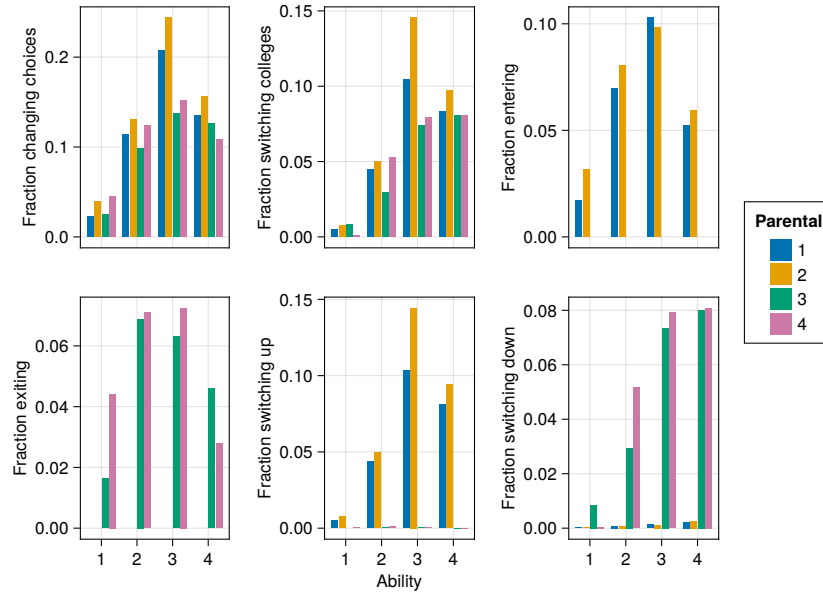 Fraction changing choices
0.2
0.1
0.0
Fraction switching colleges
0.15
0.10
0.05
0.00
Fraction entering
0.10
0.05
0.00
Parental
1
2
3
4
Fraction exiting
0.06
0.04
0.02
0.00
1 2 3 4
Fraction switching up
0.15
0.10
0.05
0.00
1 2 3 4
Ability
Fraction switching down
0.08
0.06
0.04
0.02
0.00
1 2 3 4